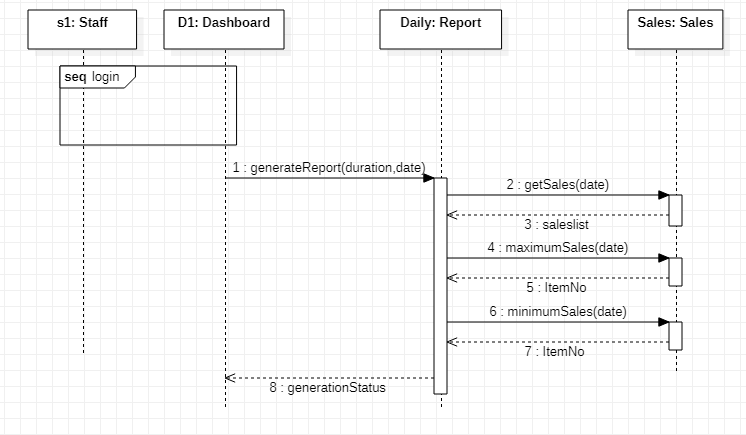 s1: Staff
D1: Dashboard
Daily: Report
Sales: Sales
seq login
1 : generateReport(duration,date)
2 : getSales(date)
3 : saleslist
4 : maximumSales(date)
5 : ItemNo
6 : minimumSales(date)
7 : ItemNo
8 : generationStatus